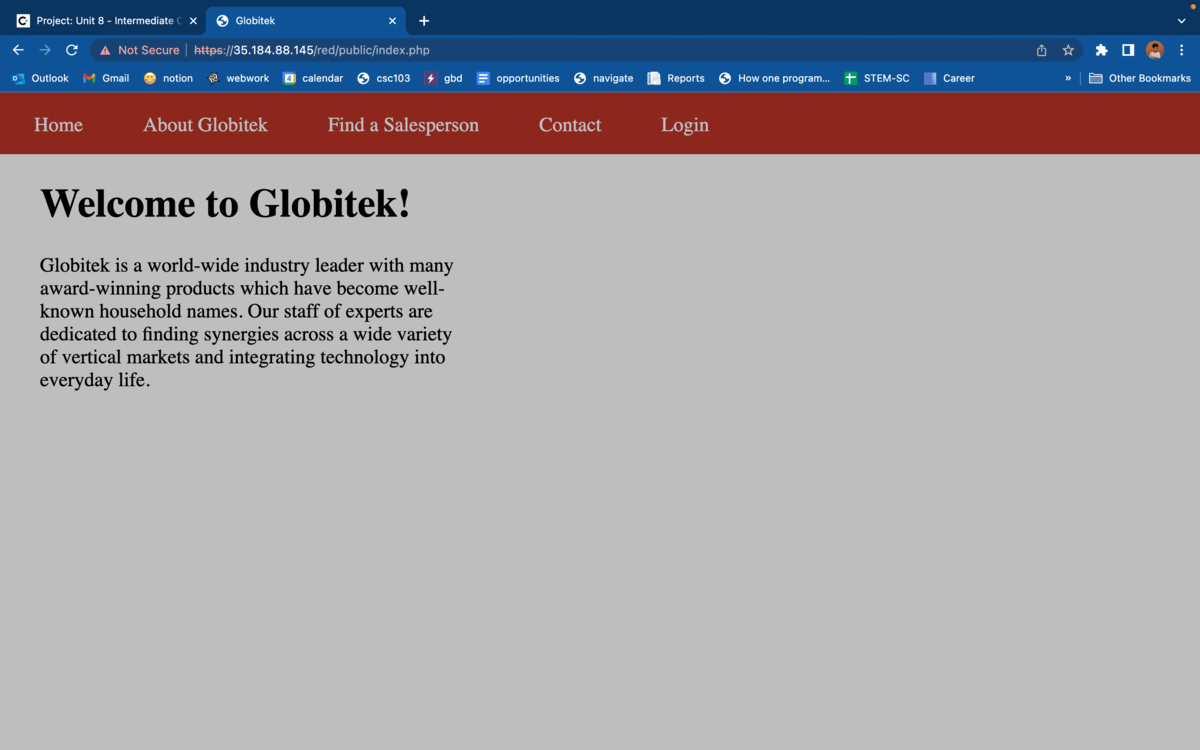 Project: Unit 8 - Intermediate C
Globitek
Not Secure https://35.184.88.145/red/public/index.php
Outlook Gmail notion webwork 4 calendar csc103 gbd opportunities navigate Reports How one program... STEM-SC Career » Other Bookmarks
Home About Globitek Find a Salesperson Contact Login
Welcome to Globitek!
Globitek is a world-wide industry leader with many
award-winning products which have become well-
known household names. Our staff of experts are
dedicated to finding synergies across a wide variety
of vertical markets and integrating technology into
everyday life.